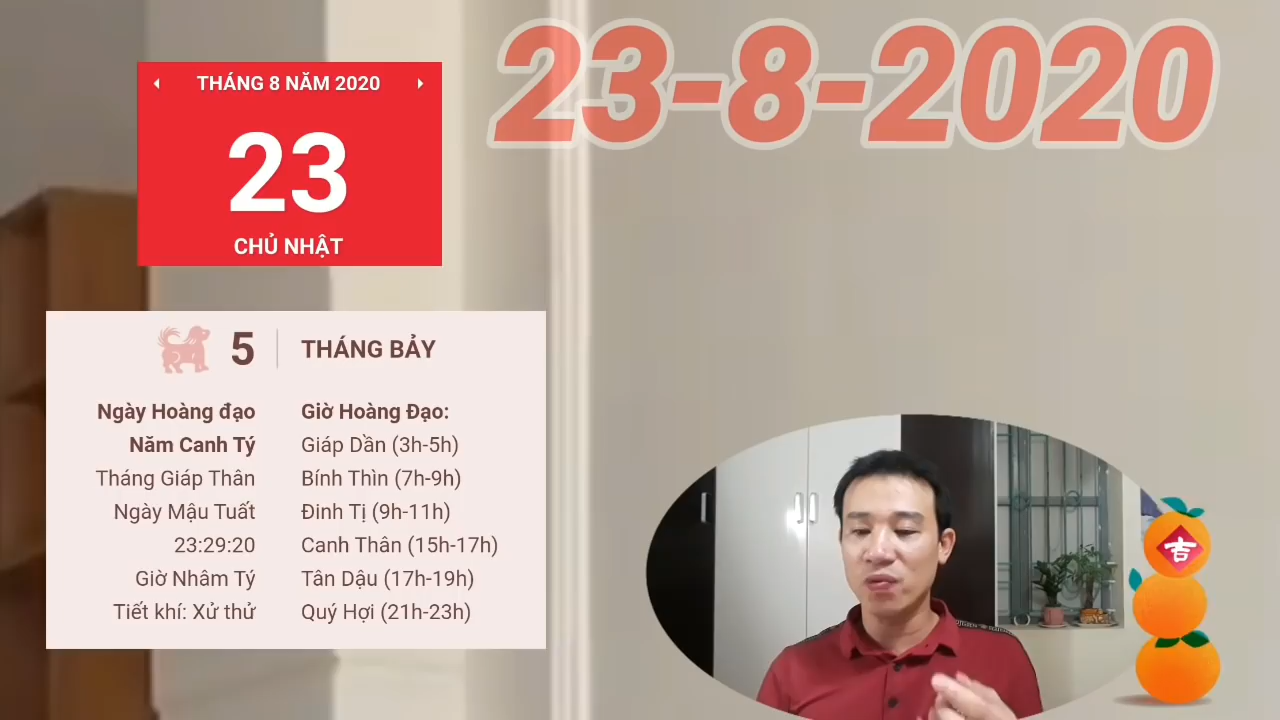 23-8-2020
THÁNG 8 NĂM 2020
23
CHỦ NHẬT
5 THÁNG BẢY
Ngày Hoàng đạo
Năm Canh Tý
Tháng Giáp Thân
Ngày Mậu Tuất
23:29:20
Giờ Nhâm Tý
Tiết khí: Xử thử
Giờ Hoàng Đạo:
Giáp Dần (3h-5h)
Bính Thìn (7h-9h)
Đinh Tị (9h-11h)
Canh Thân (15h-17h)
Tân Dậu (17h-19h)
Quý Hợi (21h-23h)
吉